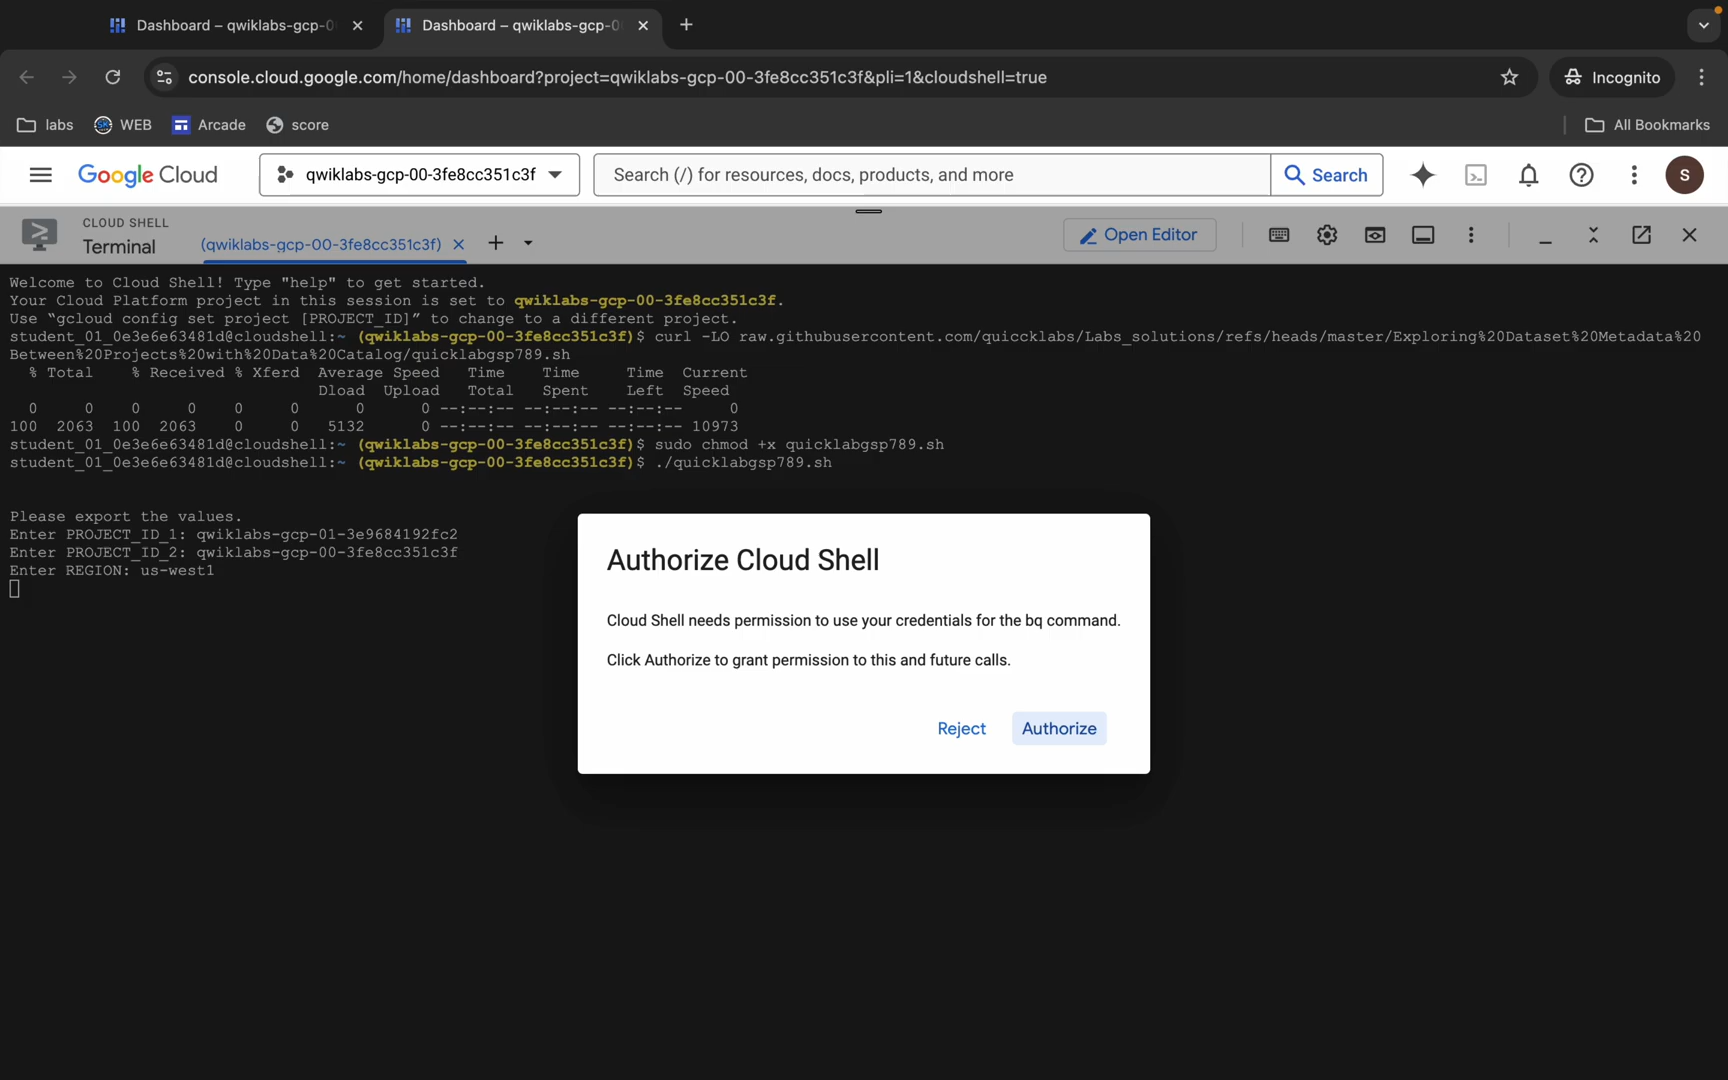 Dashboard – qwiklabs-gcp-0
Dashboard – qwiklabs-gcp-0
console.cloud.google.com/home/dashboard?project=qwiklabs-gcp-00-3fe8cc351c3f&pli=1&cloudshell=true
Incognito
labs
WEB
Arcade
score
All Bookmarks
Google Cloud
qwiklabs-gcp-00-3fe8cc351c3f
Search (/) for resources, docs, products, and more
Search
S
CLOUD SHELL
Terminal
(qwiklabs-gcp-00-3fe8cc351c3f)
Open Editor
Welcome to Cloud Shell! Type "help" to get started.
Your Cloud Platform project in this session is set to qwiklabs-gcp-00-3fe8cc351c3f.
Use “gcloud config set project [PROJECT_ID]” to change to a different project.
student_01_0e3e6e63481d@cloudshell:~ (qwiklabs-gcp-00-3fe8cc351c3f)$ curl -LO raw.githubusercontent.com/quiccklabs/Labs_solutions/refs/heads/master/Exploring%20Dataset%20Metadata%20
Between%20Projects%20with%20Data%20Catalog/quicklabgsp789.sh
% Total % Received % Xferd Average Speed Time Time Time Current
Dload Upload Total Spent Left Speed
0 0 0 0 0 0 0 0 --:--:-- --:--:-- --:--:-- 0
100 2063 100 2063 0 0 5132 0 --:--:-- --:--:-- --:--:-- 10973
student_01_0e3e6e63481d@cloudshell:~ (qwiklabs-gcp-00-3fe8cc351c3f)$ sudo chmod +x quicklabgsp789.sh
student_01_0e3e6e63481d@cloudshell:~ (qwiklabs-gcp-00-3fe8cc351c3f)$ ./quicklabgsp789.sh
Please export the values.
Enter PROJECT_ID_1: qwiklabs-gcp-01-3e9684192fc2
Enter PROJECT_ID_2: qwiklabs-gcp-00-3fe8cc351c3f
Enter REGION: us-west1
Authorize Cloud Shell
Cloud Shell needs permission to use your credentials for the bq command.
Click Authorize to grant permission to this and future calls.
Reject
Authorize